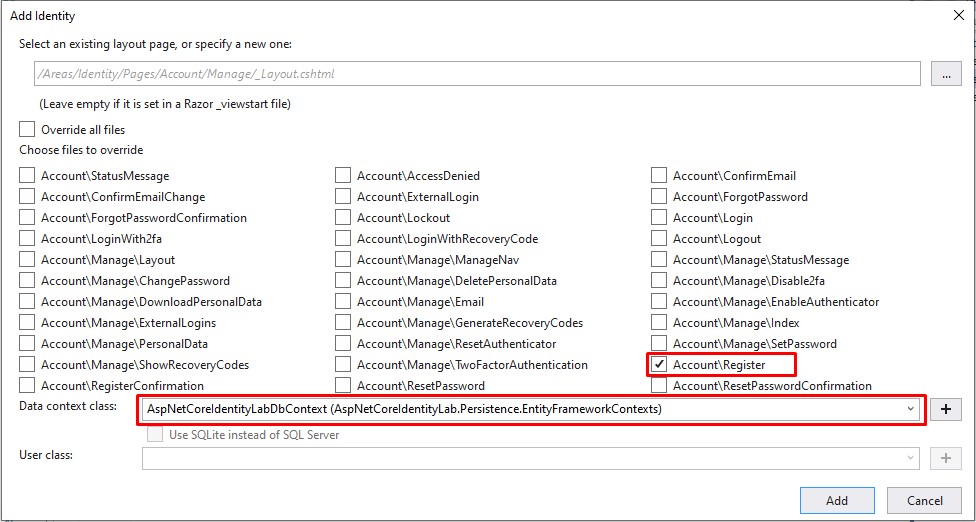 Add Identity
Select an existing layout page, or specify a new one:
/Areas/Identity/Pages/Account/Manage/_Layout.cshtml
...
(Leave empty if it is set in a Razor _viewstart file)
Override all files
Choose files to override
Account\StatusMessage Account\AccessDenied Account\ConfirmEmail
Account\ConfirmEmailChange Account\ExternalLogin Account\ForgotPassword
Account\ForgotPasswordConfirmation Account\Lockout Account\Login
Account\LoginWith2fa Account\LoginWithRecoveryCode Account\Logout
Account\Manage\Layout Account\Manage\ManageNav Account\Manage\StatusMessage
Account\Manage\ChangePassword Account\Manage\DeletePersonalData Account\Manage\Disable2fa
Account\Manage\DownloadPersonalData Account\Manage\Email Account\Manage\EnableAuthenticator
Account\Manage\ExternalLogins Account\Manage\GenerateRecoveryCodes Account\Manage\Index
Account\Manage\PersonalData Account\Manage\ResetAuthenticator Account\Manage\SetPassword
Account\Manage\ShowRecoveryCodes Account\Manage\TwoFactorAuthentication Account\Register
Account\RegisterConfirmation Account\ResetPassword Account\ResetPasswordConfirmation
Data context class: AspNetCoreIdentityLabDbContext (AspNetCoreIdentityLab.Persistence.EntityFrameworkContexts)
Use SQLite instead of SQL Server
User class:
Add Cancel